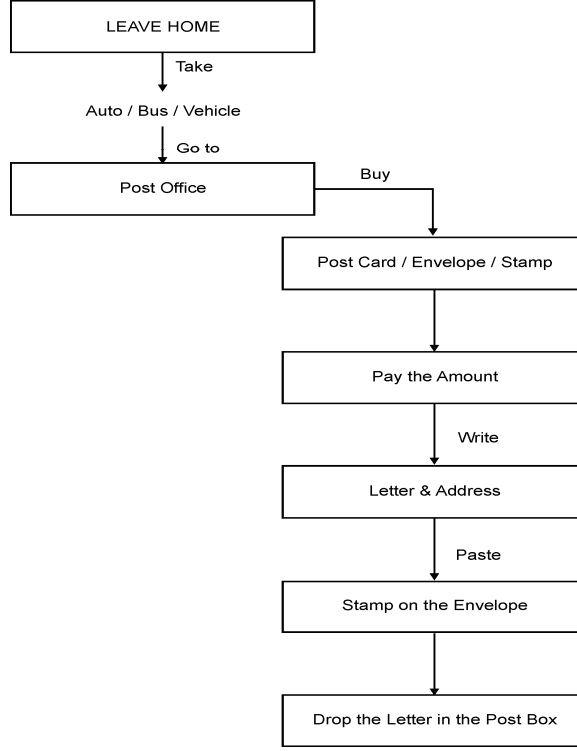 LEAVE HOME
Take
Auto / Bus / Vehicle
Go to
Post Office
Buy
Post Card / Envelope / Stamp
Pay the Amount
Write
Letter & Address
Paste
Stamp on the Envelope
Drop the Letter in the Post Box